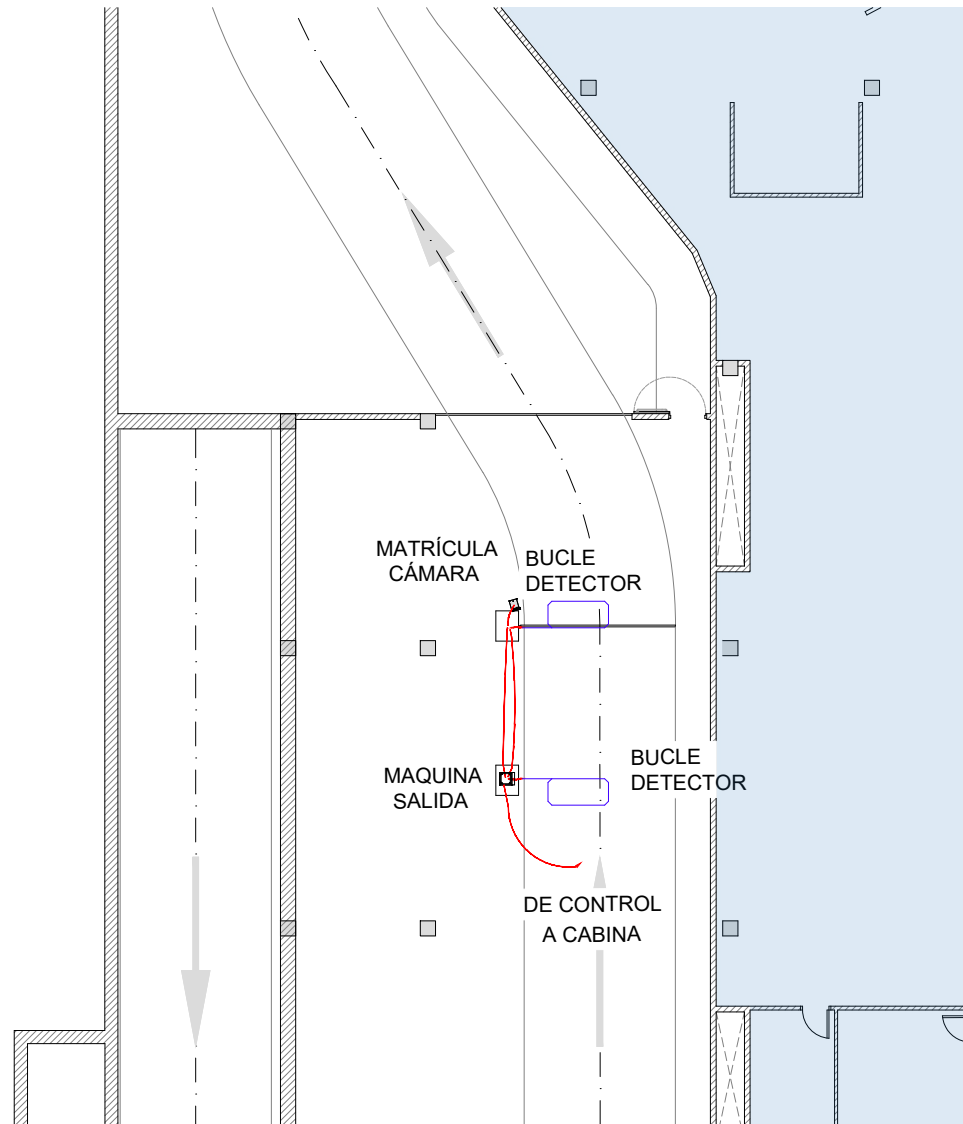 MATRÍCULA
CÁMARA
BUCLE
DETECTOR
MAQUINA
SALIDA
BUCLE
DETECTOR
DE CONTROL
A CABINA